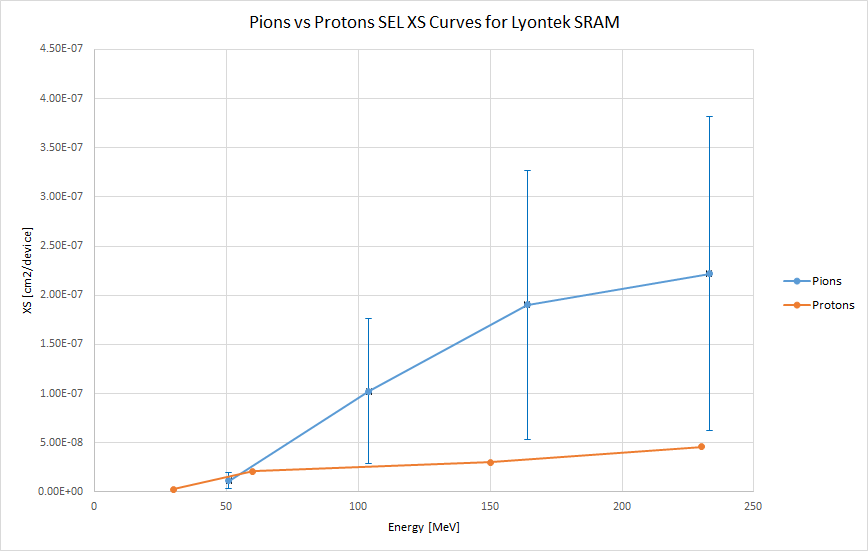 Pions vs Protons SEL XS Curves for Lyontek SRAM
4.50E-07
4.00E-07
3.50E-07
3.00E-07
2.50E-07
2.00E-07
1.50E-07
1.00E-07
5.00E-08
0.00E+00
XS [cm2/device]
0 50 100 150 200 250
Energy [MeV]
Pions
Protons